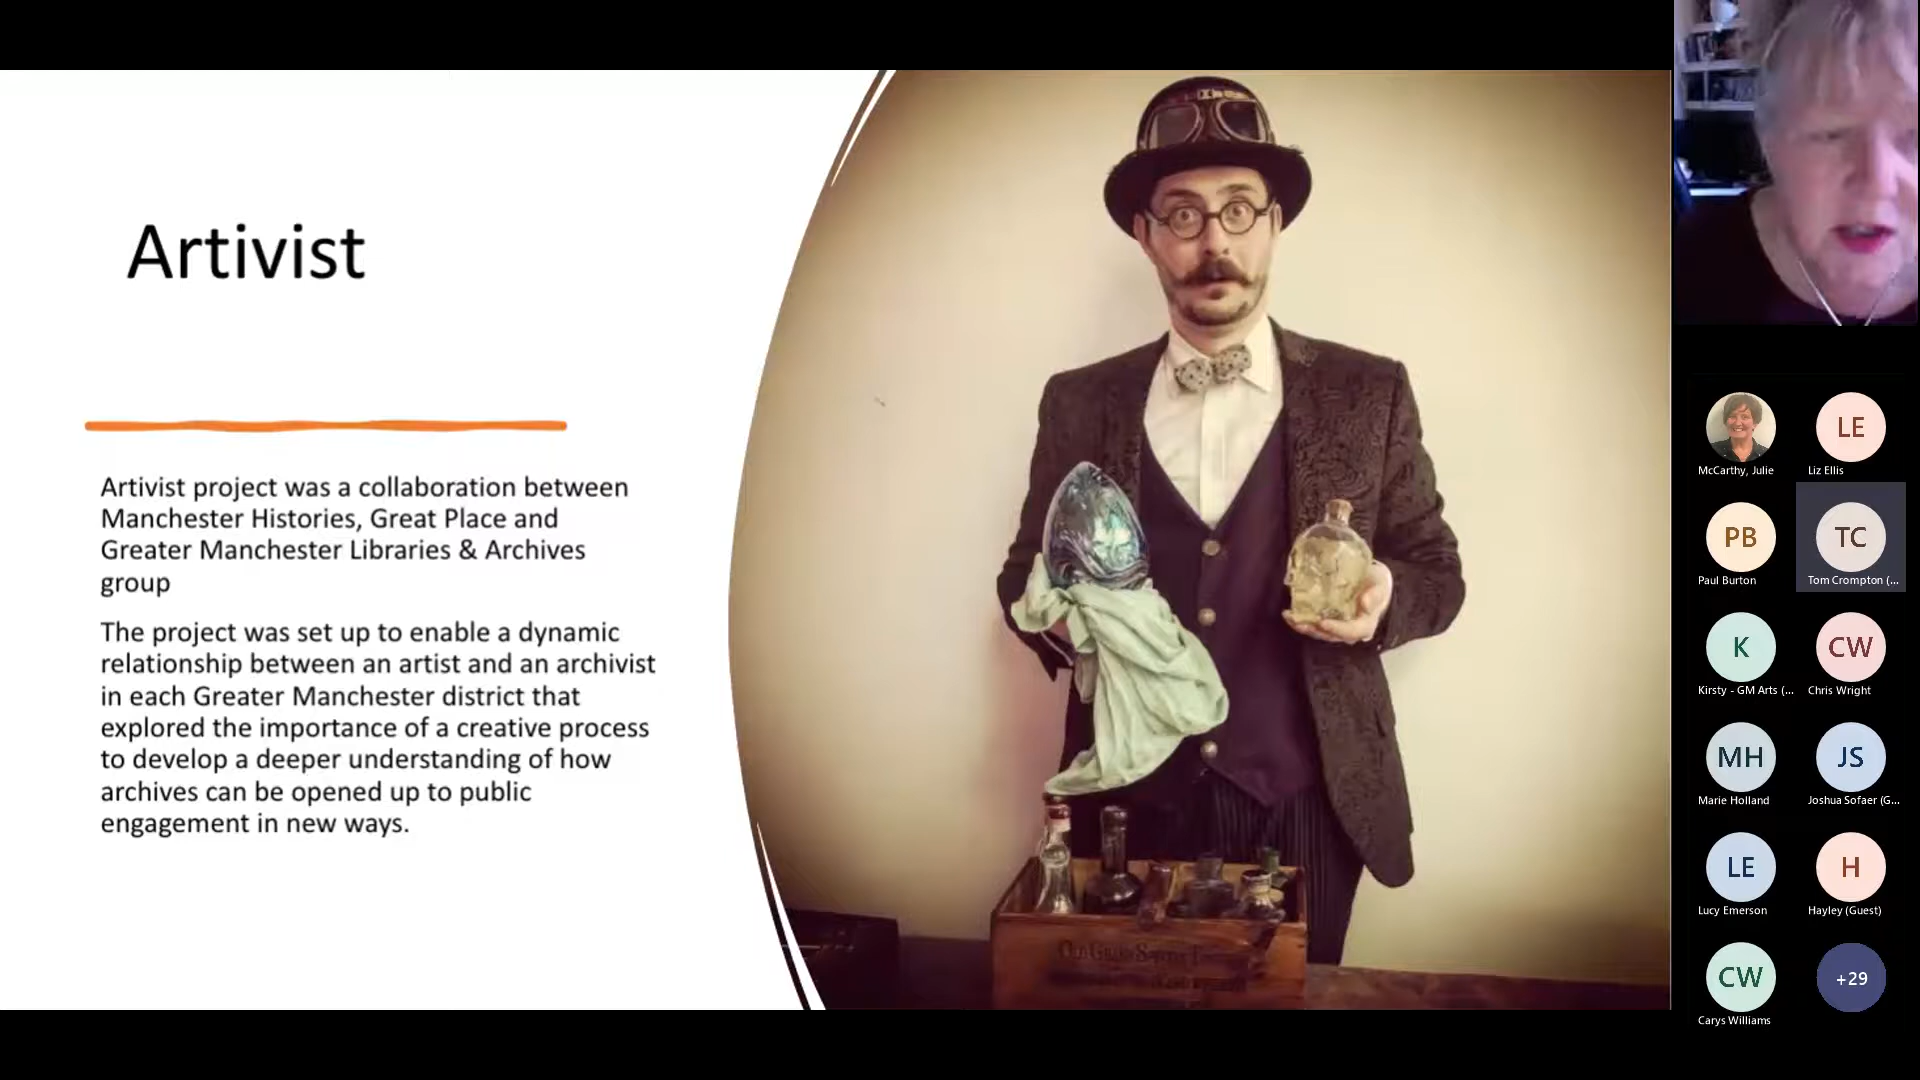 Artivist
Artivist project was a collaboration between
Manchester Histories, Great Place and
Greater Manchester Libraries & Archives
group
The project was set up to enable a dynamic
relationship between an artist and an archivist
in each Greater Manchester district that
explored the importance of a creative process
to develop a deeper understanding of how
archives can be opened up to public
engagement in new ways.
McCarthy, Julie
LE
Liz Ellis
PB
Paul Burton
TC
Tom Crompton (...
K
Kirsty - GM Arts (...
CW
Chris Wright
MH
Marie Holland
JS
Joshua Sofaer (G...
LE
Lucy Emerson
H
Hayley (Guest)
CW
Carys Williams
+29